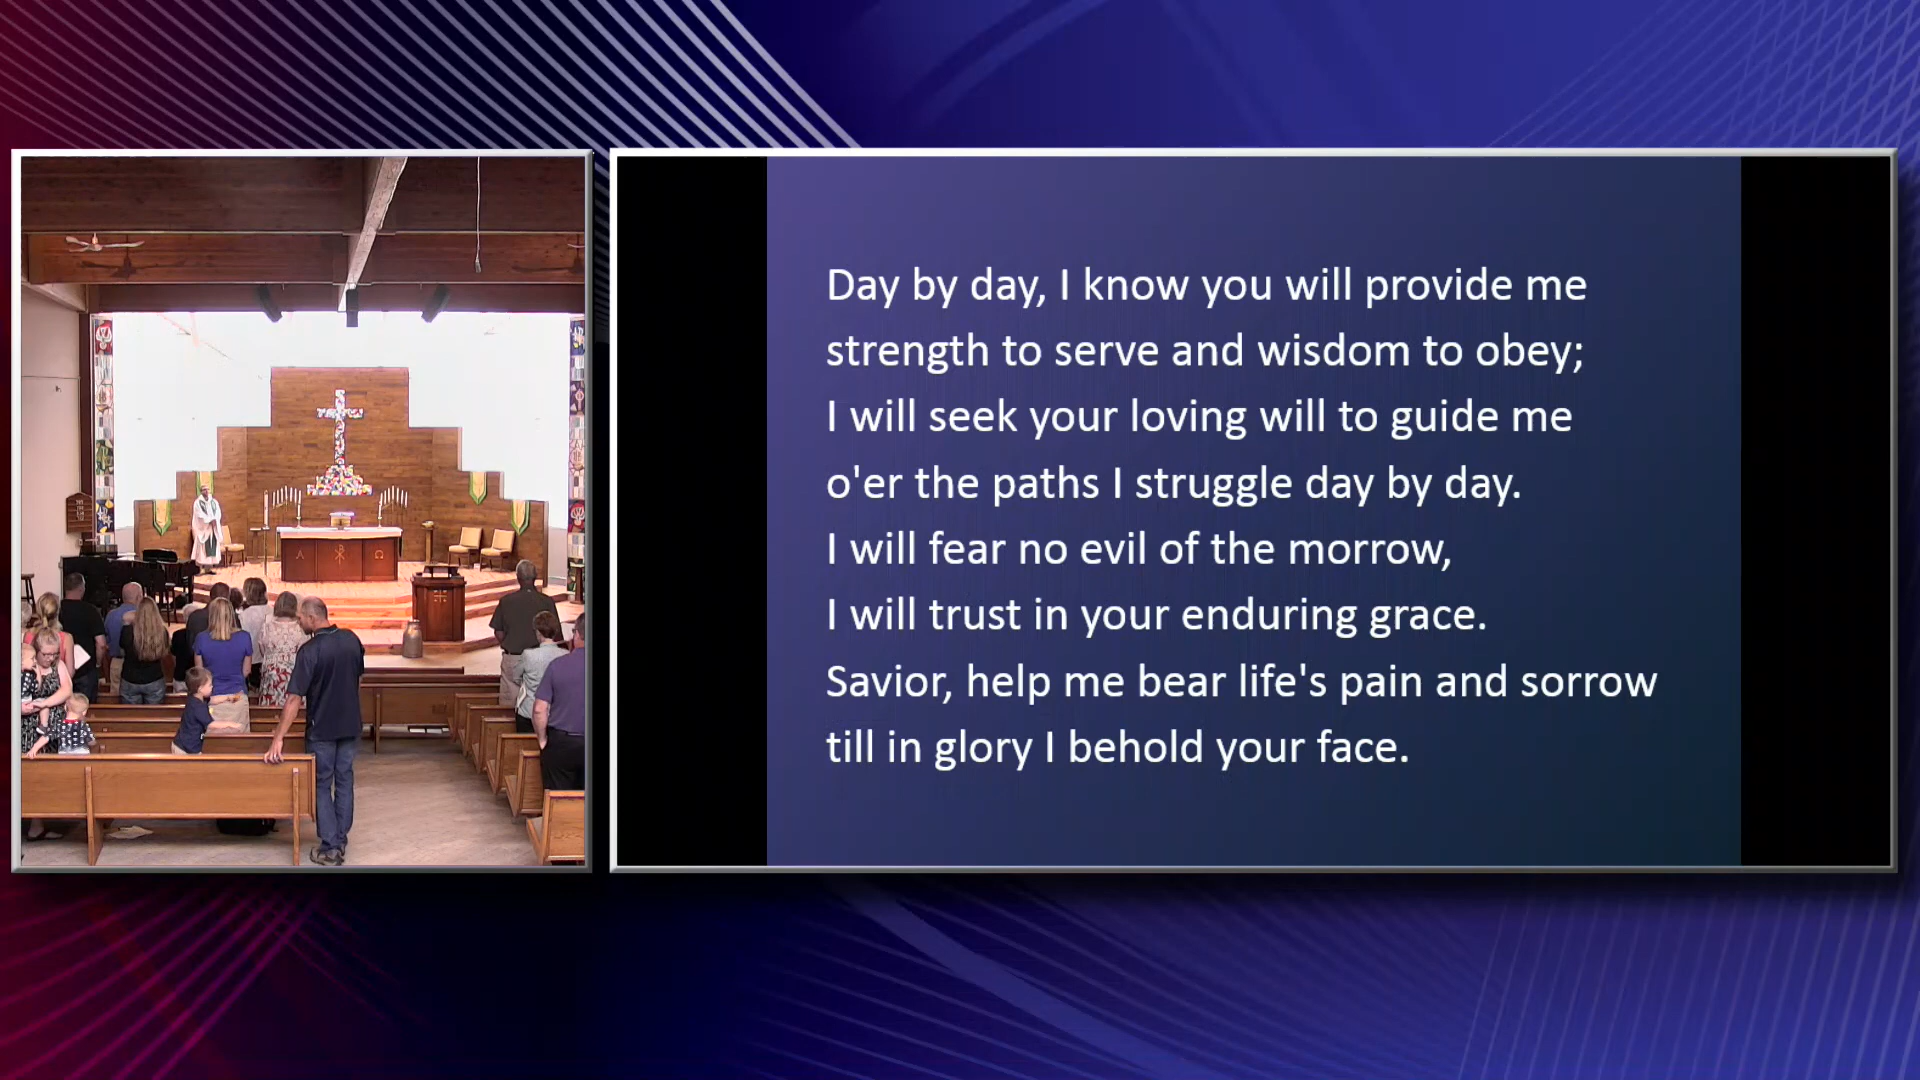 Day by day, I know you will provide me
strength to serve and wisdom to obey;
I will seek your loving will to guide me
o'er the paths I struggle day by day.
I will fear no evil of the morrow,
I will trust in your enduring grace.
Savior, help me bear life's pain and sorrow
till in glory I behold your face.